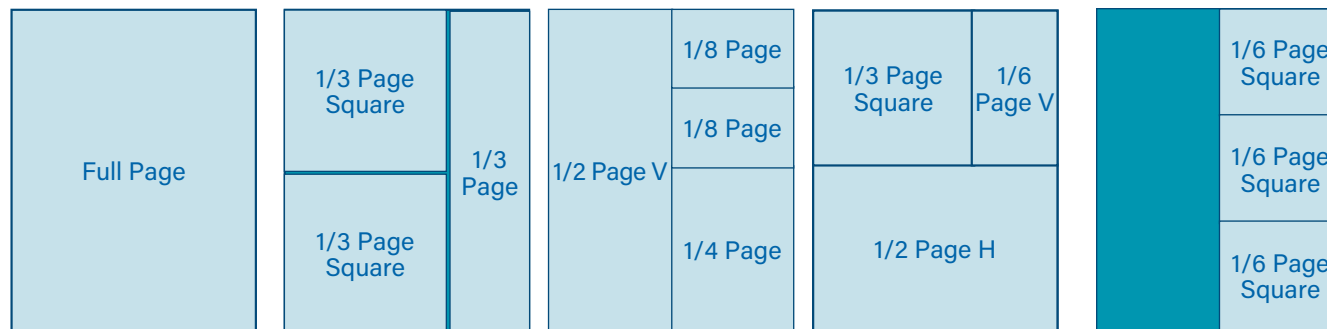 Full Page
1/3 Page
Square
1/3 Page
Square
1/3
Page
1/2 Page V
1/8 Page
1/8 Page
1/4 Page
1/3 Page
Square
1/6
Page V
1/2 Page H
1/6 Page
Square
1/6 Page
Square
1/6 Page
Square